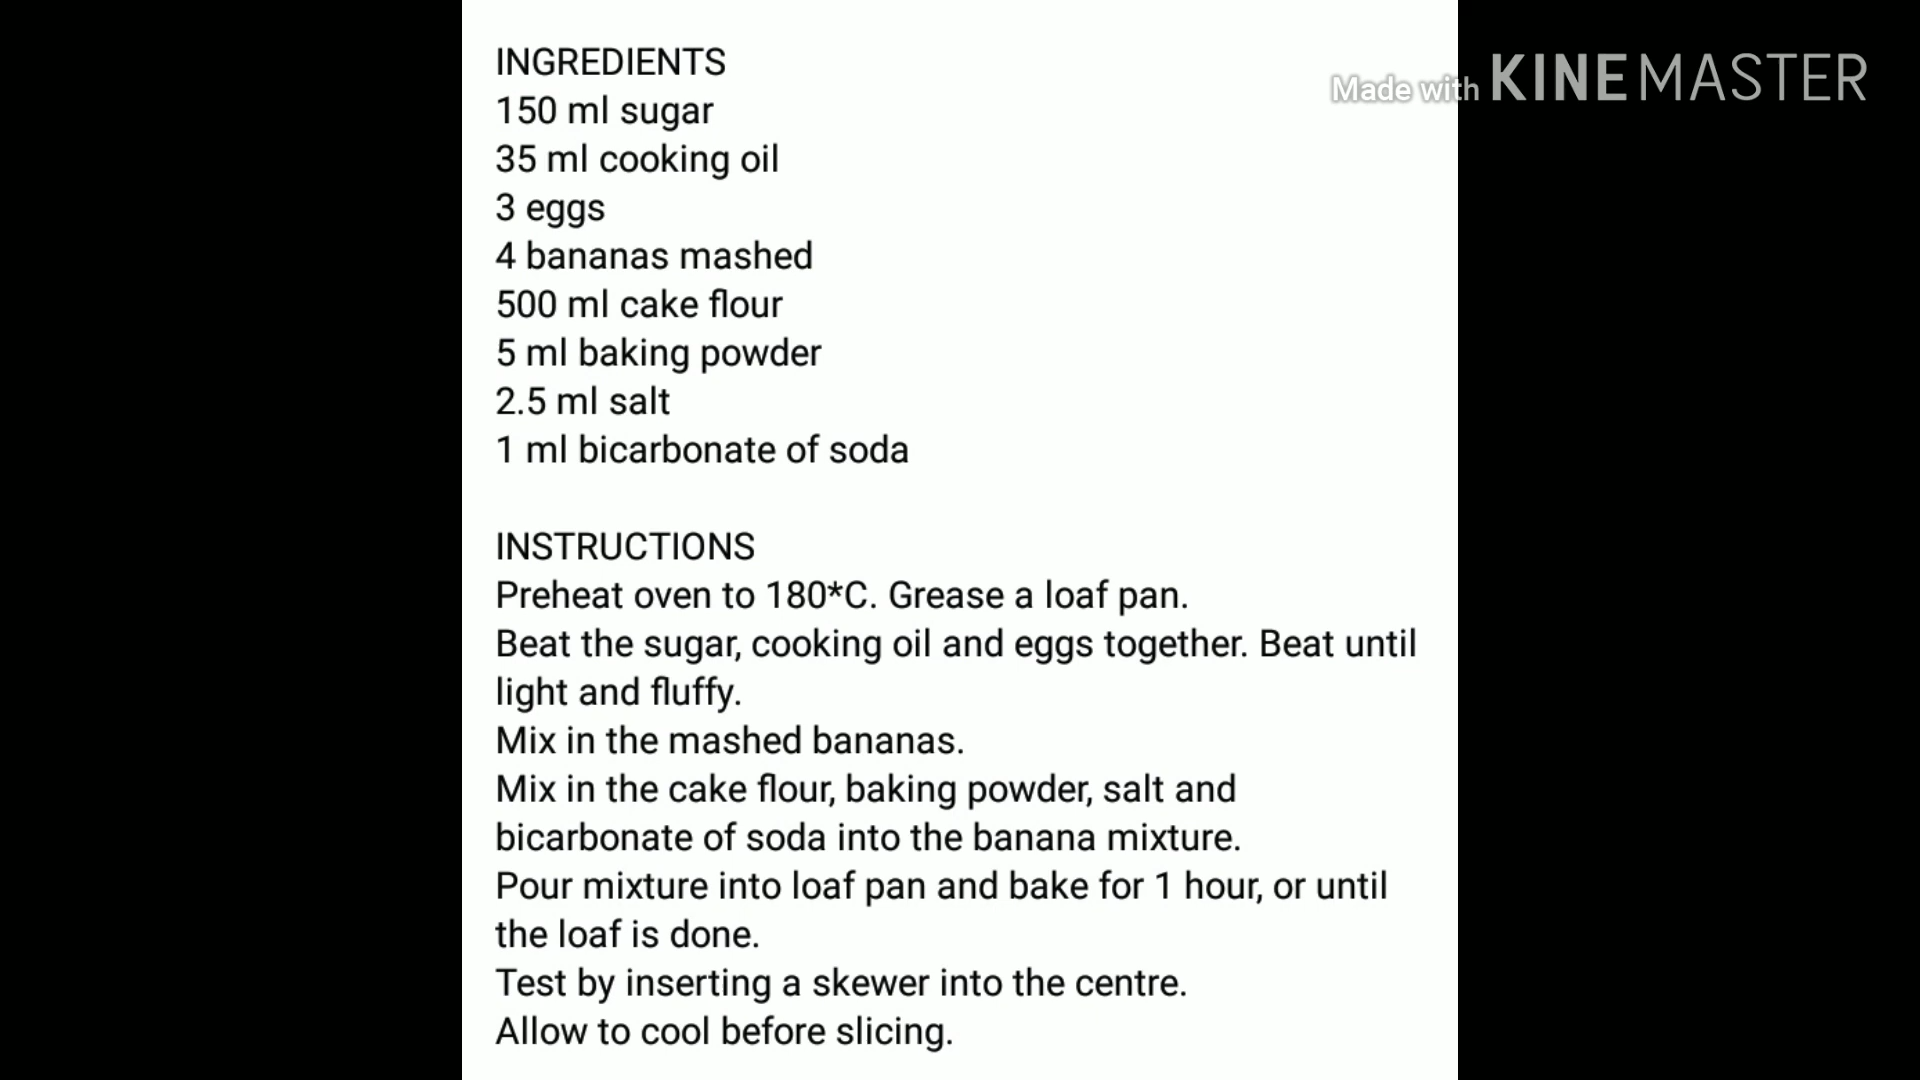 INGREDIENTS
Made with KINEMASTER
150 ml sugar
35 ml cooking oil
3 eggs
4 bananas mashed
500 ml cake flour
5 ml baking powder
2.5 ml salt
1 ml bicarbonate of soda
INSTRUCTIONS
Preheat oven to 180*C. Grease a loaf pan.
Beat the sugar, cooking oil and eggs together. Beat until
light and fluffy.
Mix in the mashed bananas.
Mix in the cake flour, baking powder, salt and
bicarbonate of soda into the banana mixture.
Pour mixture into loaf pan and bake for 1 hour, or until
the loaf is done.
Test by inserting a skewer into the centre.
Allow to cool before slicing.